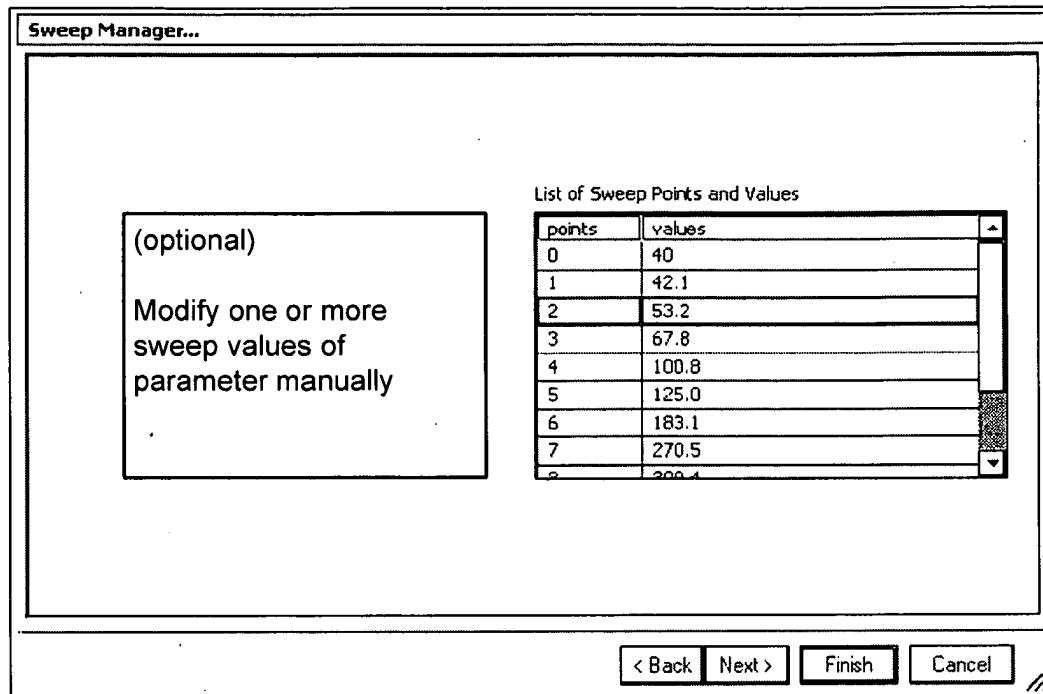 Sweep Manager...
(optional)
Modify one or more
sweep values of
parameter manually
List of Sweep Points and Values
points values
0 40
1 42.1
2 53.2
3 67.8
4 100.8
5 125.0
6 183.1
7 270.5
< Back Next > Finish Cancel